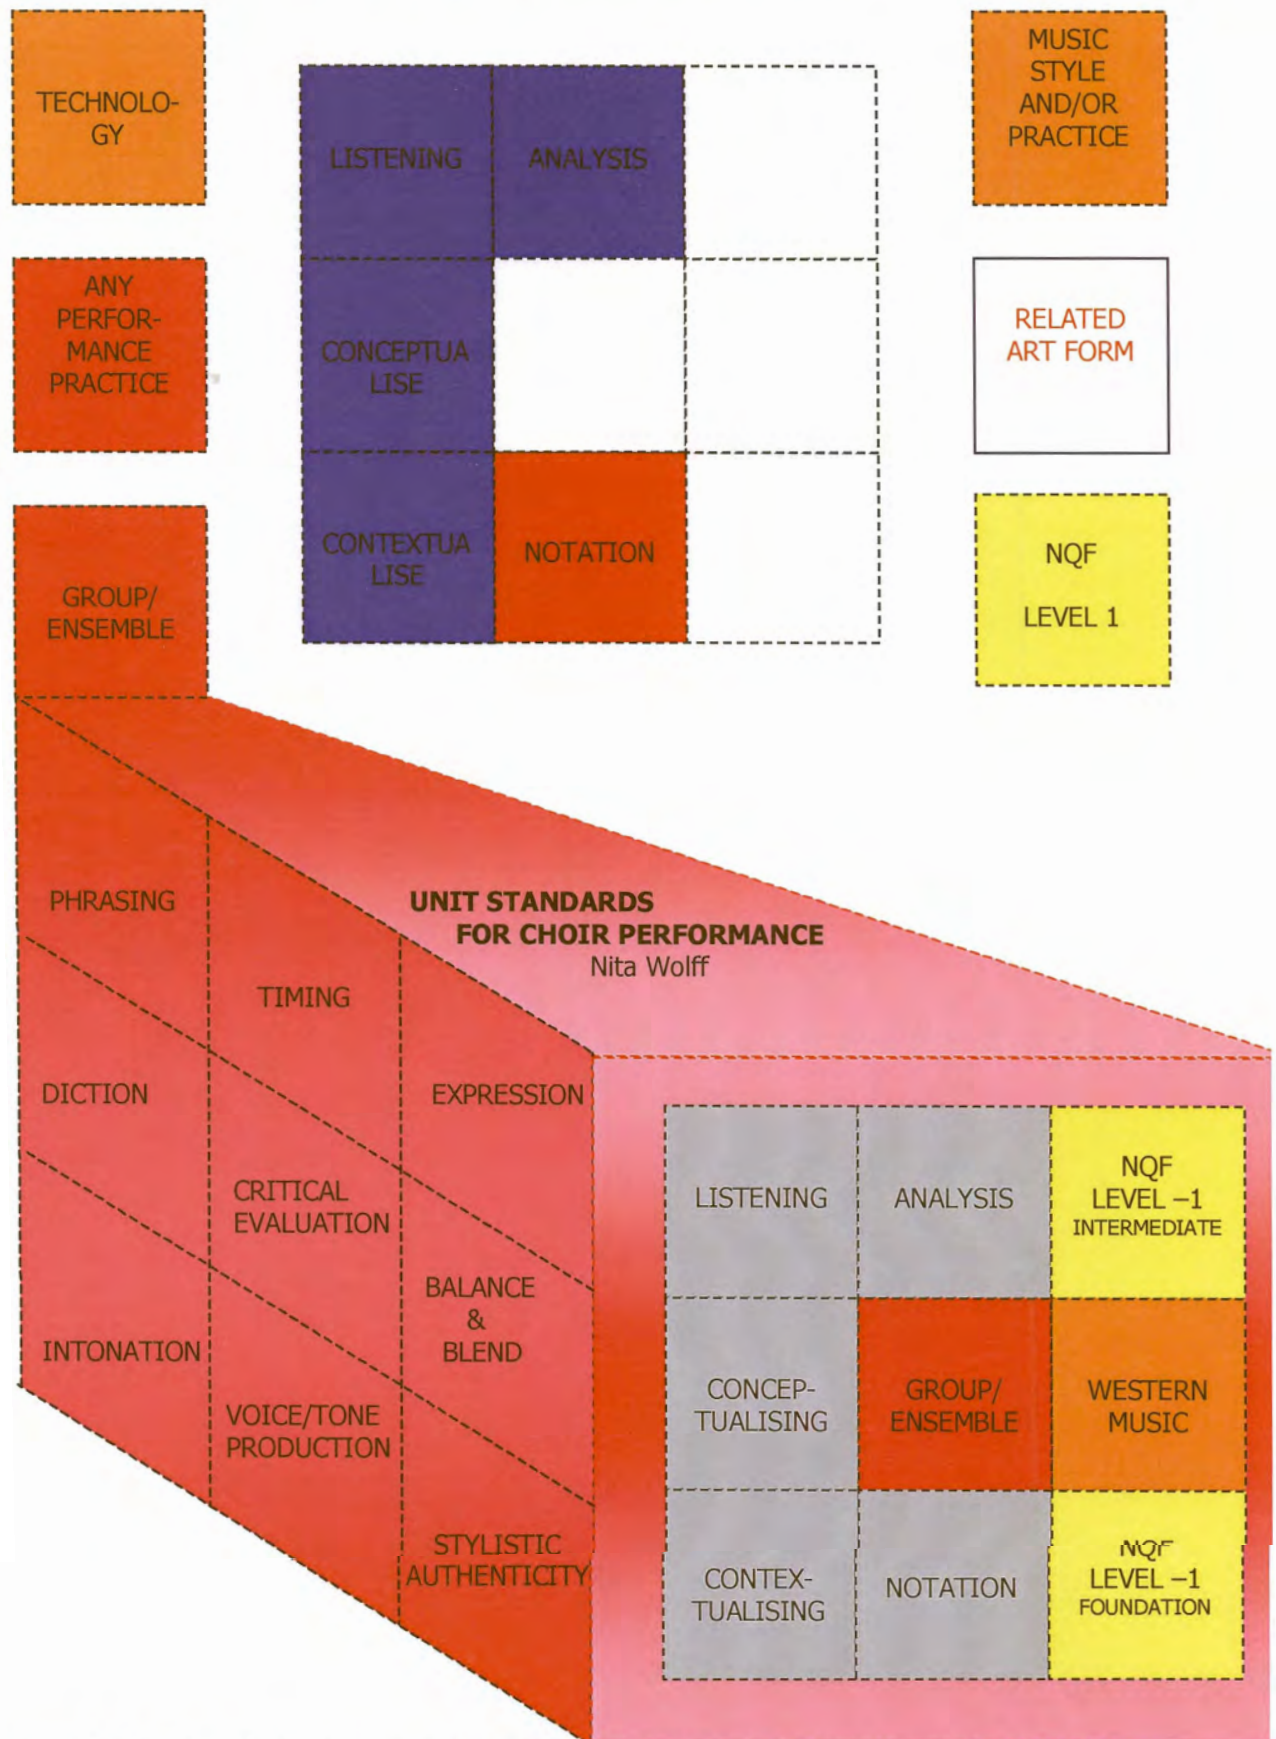 TECHNOLO-
GY
MUSIC
STYLE
AND/OR
PRACTICE
LISTENING
ANALYSIS
ANY
PERFOR-
MANCE
PRACTICE
CONCEPTUA
LISE
RELATED
ART FORM
GROUP/
ENSEMBLE
CONTEXTUA
LISE
NOTATION
NQF
LEVEL 1
UNIT STANDARDS
FOR CHOIR PERFORMANCE
Nita Wolff
PHRASING
TIMING
EXPRESSION
DICTION
CRITICAL
EVALUATION
BALANCE
&
BLEND
INTONATION
VOICE/TONE
PRODUCTION
STYLISTIC
AUTHENTICITY
LISTENING
ANALYSIS
NQF
LEVEL –1
INTERMEDIATE
CONCEP-
TUALISING
GROUP/
ENSEMBLE
WESTERN
MUSIC
CONTEX-
TUALISING
NOTATION
NQF
LEVEL –1
FOUNDATION